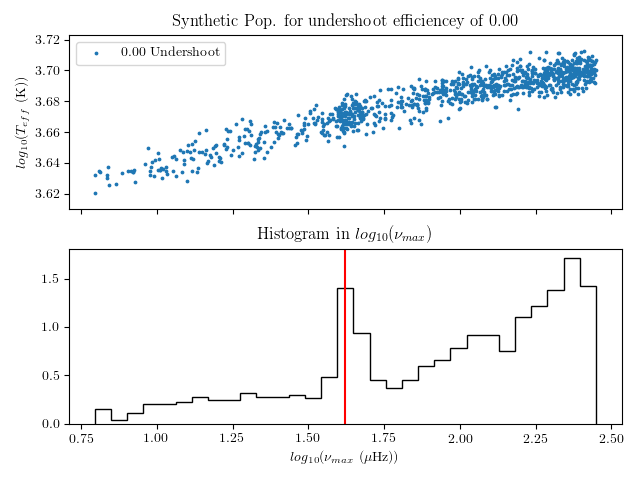 Synthetic Pop. for undershoot efficiencey of 0.00
3.72
3.70
3.68
3.66
3.64
3.62
log10(Teff (K))
0.00 Undershoot
Histogram in log10(νmax)
1.5
1.0
0.5
0.0
0.75 1.00 1.25 1.50 1.75 2.00 2.25 2.50
log10(νmax (μHz))